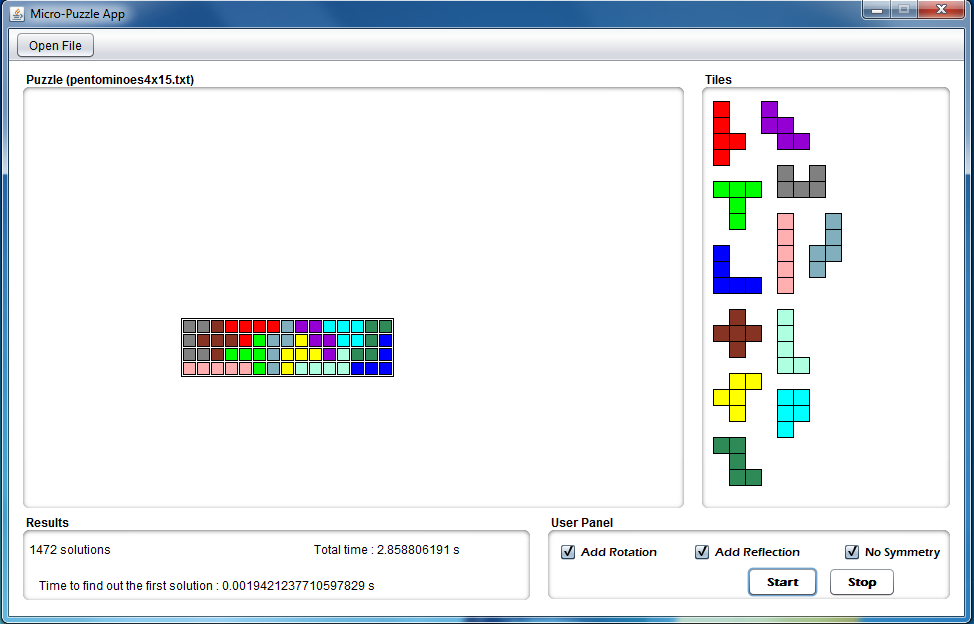 Micro-Puzzle App
Open File
Puzzle (pentominoes4x15.txt)
Tiles
Results
1472 solutions
Total time : 2.858806191 s
Time to find out the first solution : 0.0019421237710597829 s
User Panel
Add Rotation
Add Reflection
No Symmetry
Start
Stop